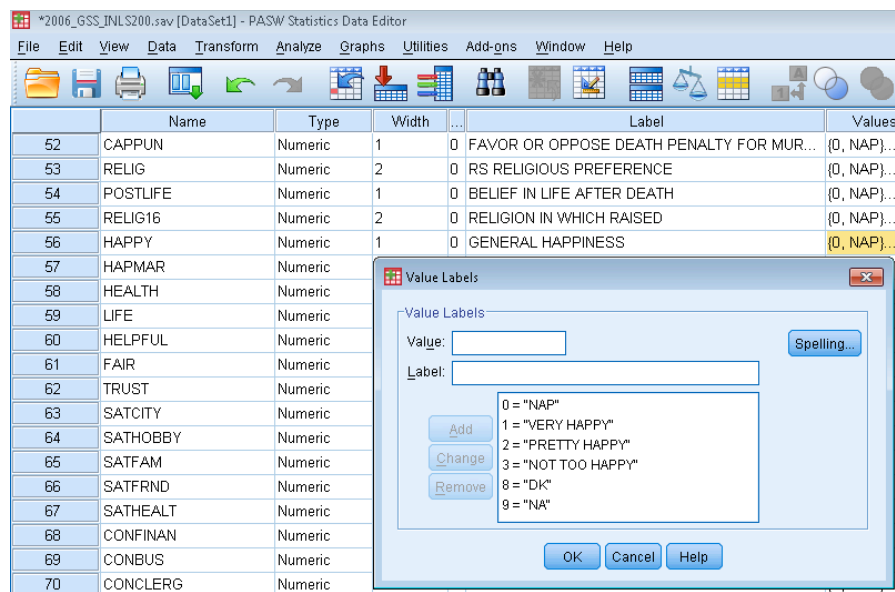 *2006_GSS_INLS200.sav [DataSet1] - PASW Statistics Data Editor
File Edit View Data Transform Analyze Graphs Utilities Add-ons Window Help
Name Type Width ... Label Values
52 CAPPUN Numeric 1 0 FAVOR OR OPPOSE DEATH PENALTY FOR MUR... {0, NAP}...
53 RELIG Numeric 2 0 RS RELIGIOUS PREFERENCE {0, NAP}...
54 POSTLIFE Numeric 1 0 BELIEF IN LIFE AFTER DEATH {0, NAP}...
55 RELIG16 Numeric 2 0 RELIGION IN WHICH RAISED {0, NAP}...
56 HAPPY Numeric 1 0 GENERAL HAPPINESS {0, NAP}...
57 HAPMAR Numeric
58 HEALTH Numeric
59 LIFE Numeric
60 HELPFUL Numeric
61 FAIR Numeric
62 TRUST Numeric
63 SATCITY Numeric
64 SATHOBBY Numeric
65 SATFAM Numeric
66 SATFRND Numeric
67 SATHEALT Numeric
68 CONFINAN Numeric
69 CONBUS Numeric
70 CONCLERG Numeric
Value Labels
Value Labels
Value:
Spelling...
Label:
0 = "NAP"
1 = "VERY HAPPY"
2 = "PRETTY HAPPY"
3 = "NOT TOO HAPPY"
8 = "DK"
9 = "NA"
Add
Change
Remove
OK Cancel Help